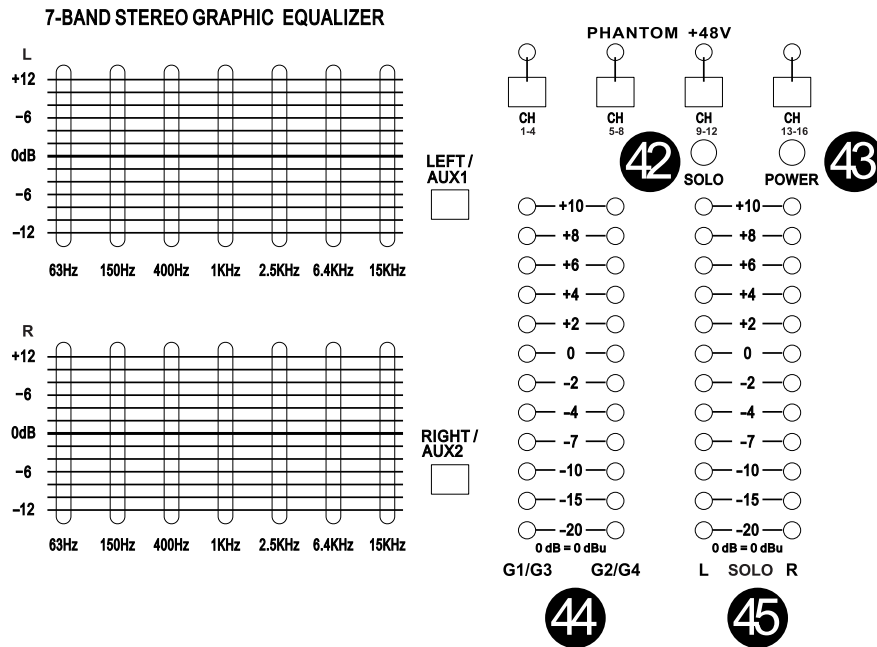 7-BAND STEREO GRAPHIC EQUALIZER
L
+12
−6
0dB
−6
−12
63Hz 150Hz 400Hz 1KHz 2.5KHz 6.4KHz 15KHz
LEFT /
AUX1
R
+12
−6
0dB
−6
−12
63Hz 150Hz 400Hz 1KHz 2.5KHz 6.4KHz 15KHz
RIGHT /
AUX2
PHANTOM +48V
CH CH CH CH
1-4 5-8 9-12 13-16
42 43
SOLO POWER
+10 +10
+8 +8
+6 +6
+4 +4
+2 +2
0 0
−2 −2
−4 −4
−7 −7
−10 −10
−15 −15
−20 −20
0 dB = 0 dBu 0 dB = 0 dBu
G1/G3 G2/G4 L SOLO R
44 45